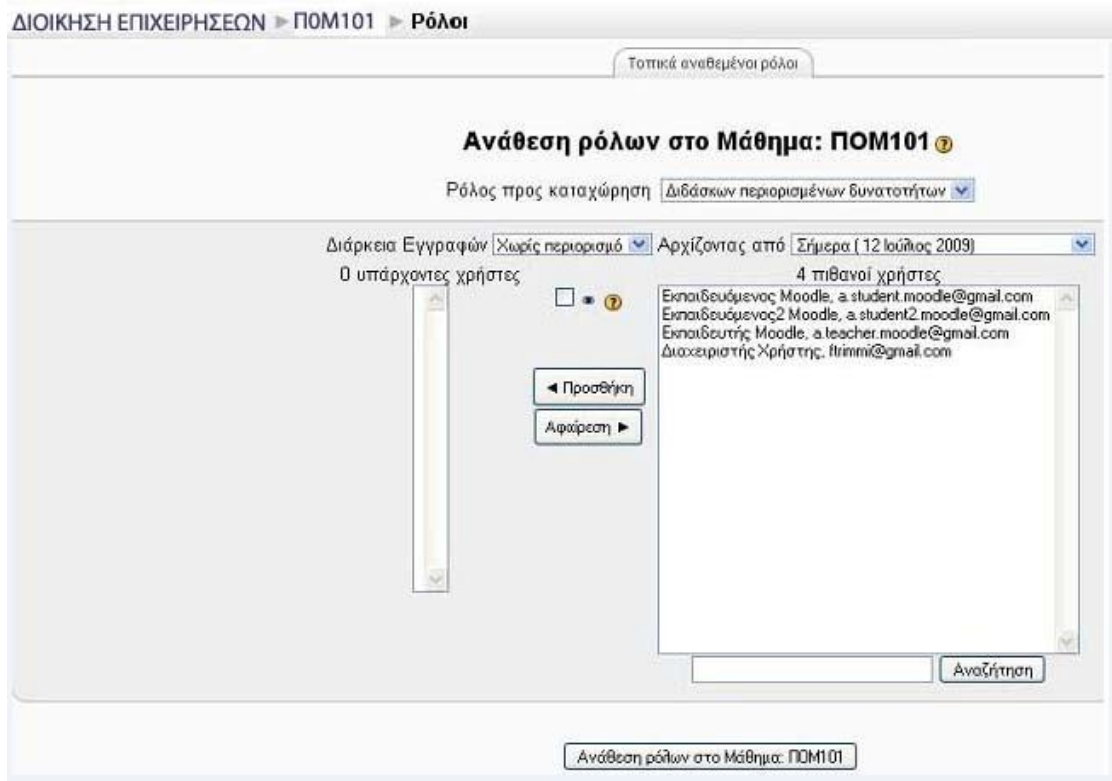 ΔΙΟΙΚΗΣΗ ΕΠΙΧΕΙΡΗΣΕΩΝ ► ΠΟΜ101 ► Ρόλοι
Τοπικά αναθεμένοι ρόλοι
Ανάθεση ρόλων στο Μάθημα: ΠΟΜ101
Ρόλος προς καταχώρηση Διδάσκων περιορισμένων δυνατοτήτων
Διάρκεια Εγγραφών Χωρίς περιορισμό Αρχίζοντας από Σήμερα ( 12 Ιούλιος 2009)
0 υπάρχοντες χρήστες
4 πιθανοί χρήστες
Εκπαιδευόμενος Moodle, a.student.moodle@gmail.com
Εκπαιδευόμενος2 Moodle, a.student2.moodle@gmail.com
Εκπαιδευτής Moodle, a.teacher.moodle@gmail.com
Διαχειριστής Χρήστης, ftrimmi@gmail.com
◄ Προσθήκη
Αφαίρεση ►
Αναζήτηση
Ανάθεση ρόλων στο Μάθημα: ΠΟΜ101